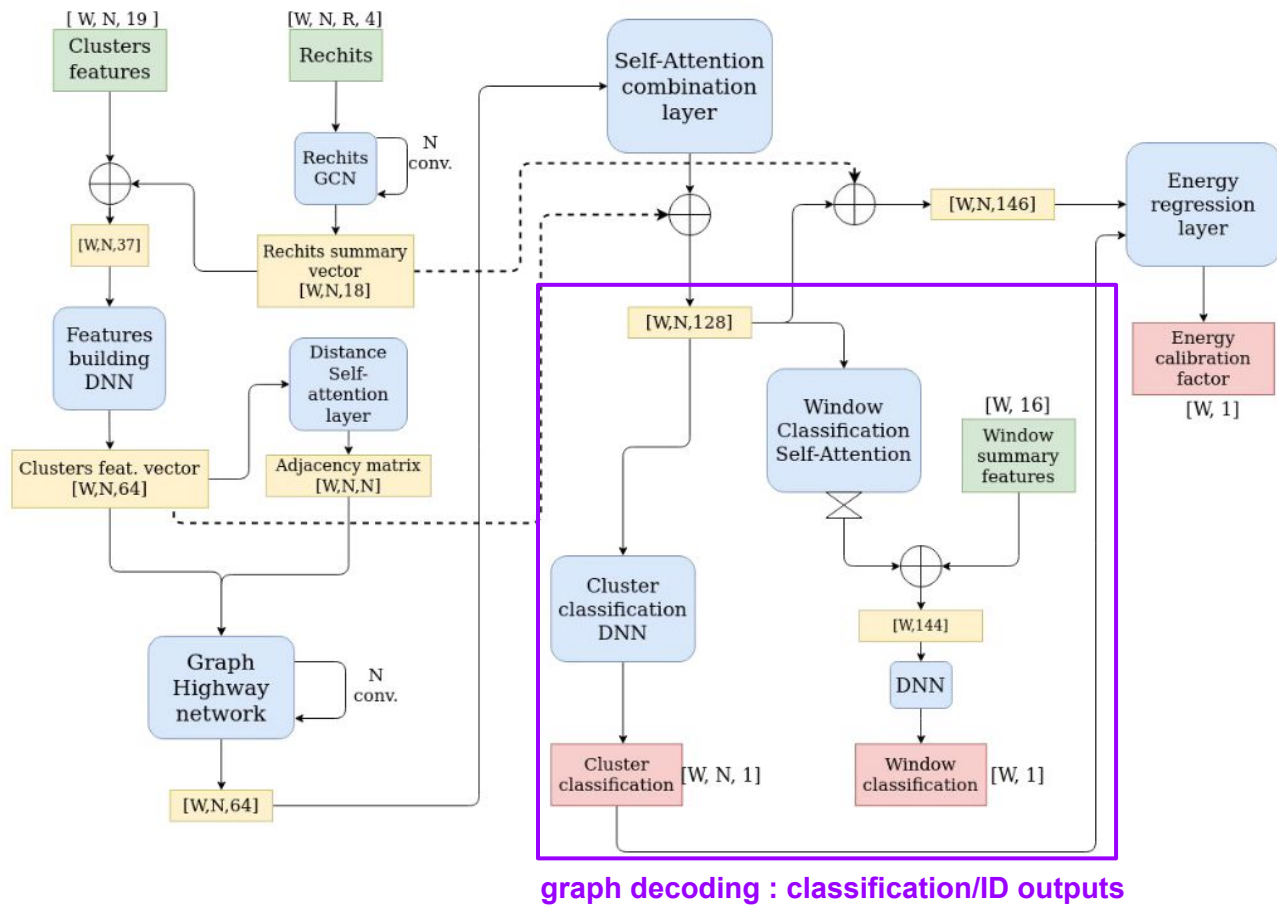 [ W, N, 19 ]
Clusters
features
[W, N, R, 4]
Rechits
Rechits
GCN
N
conv.
[W,N,37]
Rechits summary
vector
[W,N,18]
Features
building
DNN
Distance
Self-
attention
layer
Clusters feat. vector
[W,N,64]
Adjacency matrix
[W,N,N]
Graph
Highway
network
N
conv.
[W,N,64]
Self-Attention
combination
layer
[W,N,146]
Energy
regression
layer
Energy
calibration
factor
[W, 1]
[W,N,128]
Window
Classification
Self-Attention
[W, 16]
Window
summary
features
Cluster
classification
DNN
[W,144]
DNN
Cluster
classification
[W, N, 1]
Window
classification
[W, 1]
graph decoding : classification/ID outputs